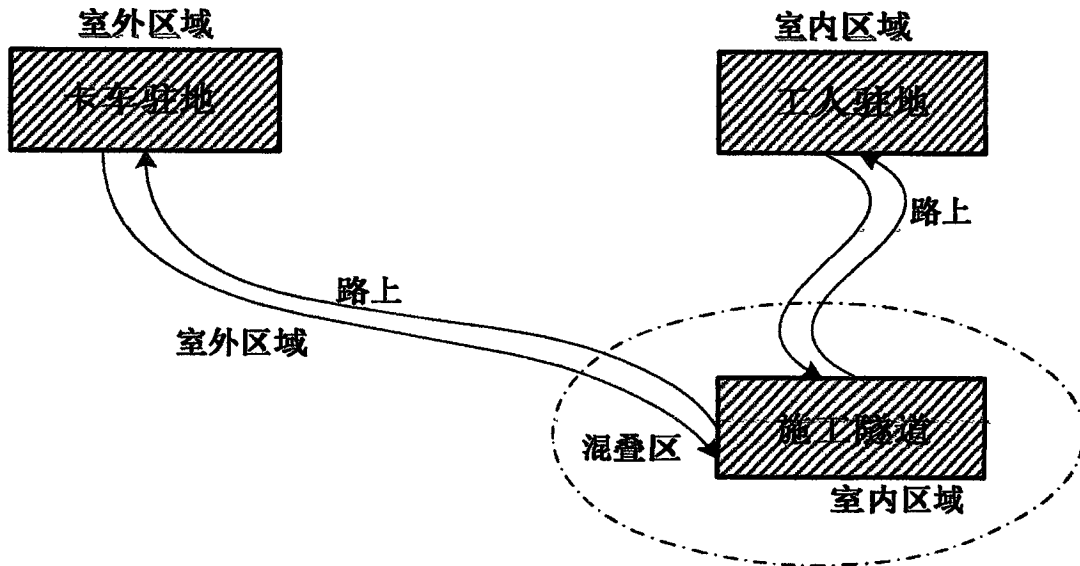 室外区域
室内区域
卡车驻地
工人驻地
路上
路上
室外区域
施工隧道
混叠区
室内区域